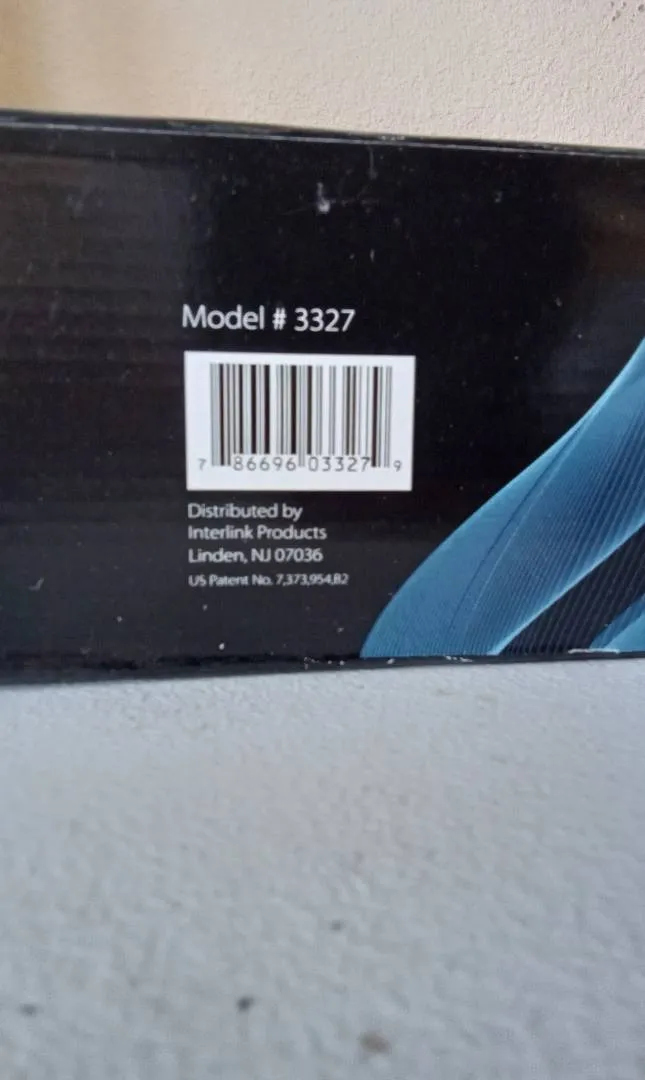 Model # 3327
7 86696 03327 9
Distributed by
Interlink Products
Linden, NJ 07036
US Patent No. 7,373,954,B2